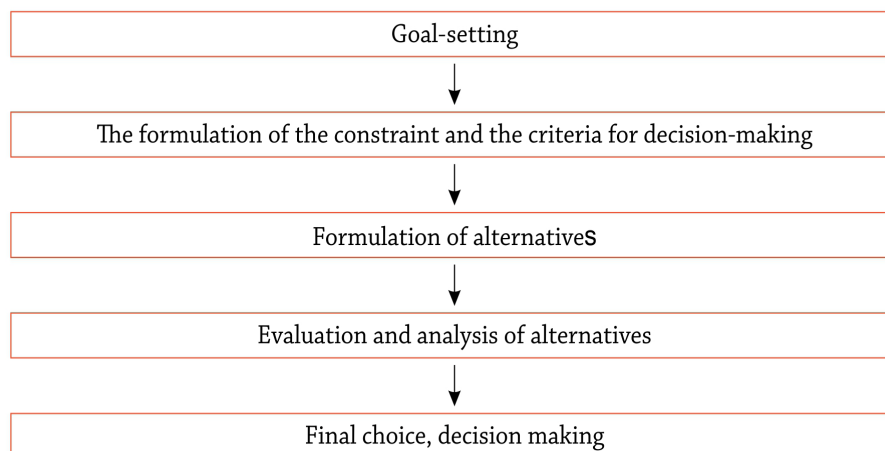 Goal-setting
The formulation of the constraint and the criteria for decision-making
Formulation of alternatives
Evaluation and analysis of alternatives
Final choice, decision making